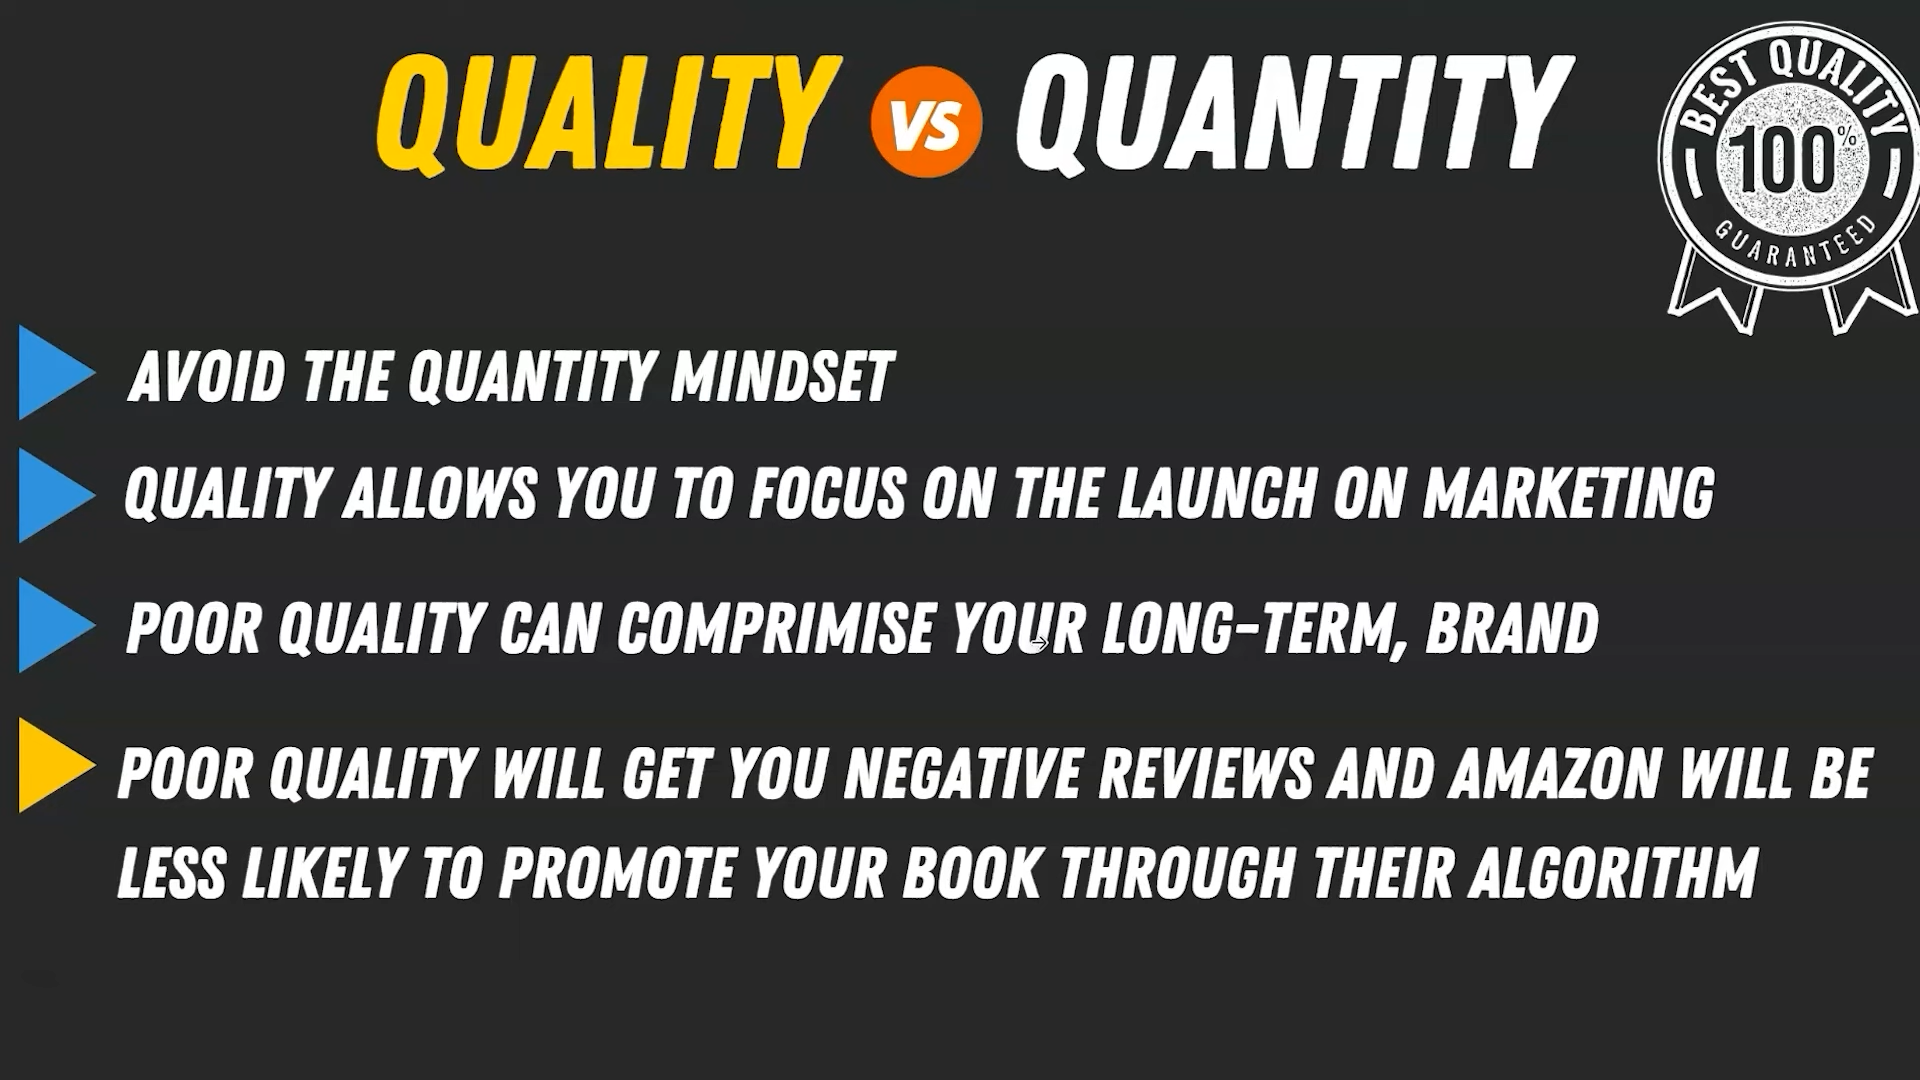 QUALITY VS QUANTITY
BEST QUALITY
100%
GUARANTEED
AVOID THE QUANTITY MINDSET
QUALITY ALLOWS YOU TO FOCUS ON THE LAUNCH ON MARKETING
POOR QUALITY CAN COMPRIMISE YOUR LONG-TERM, BRAND
POOR QUALITY WILL GET YOU NEGATIVE REVIEWS AND AMAZON WILL BE
LESS LIKELY TO PROMOTE YOUR BOOK THROUGH THEIR ALGORITHM